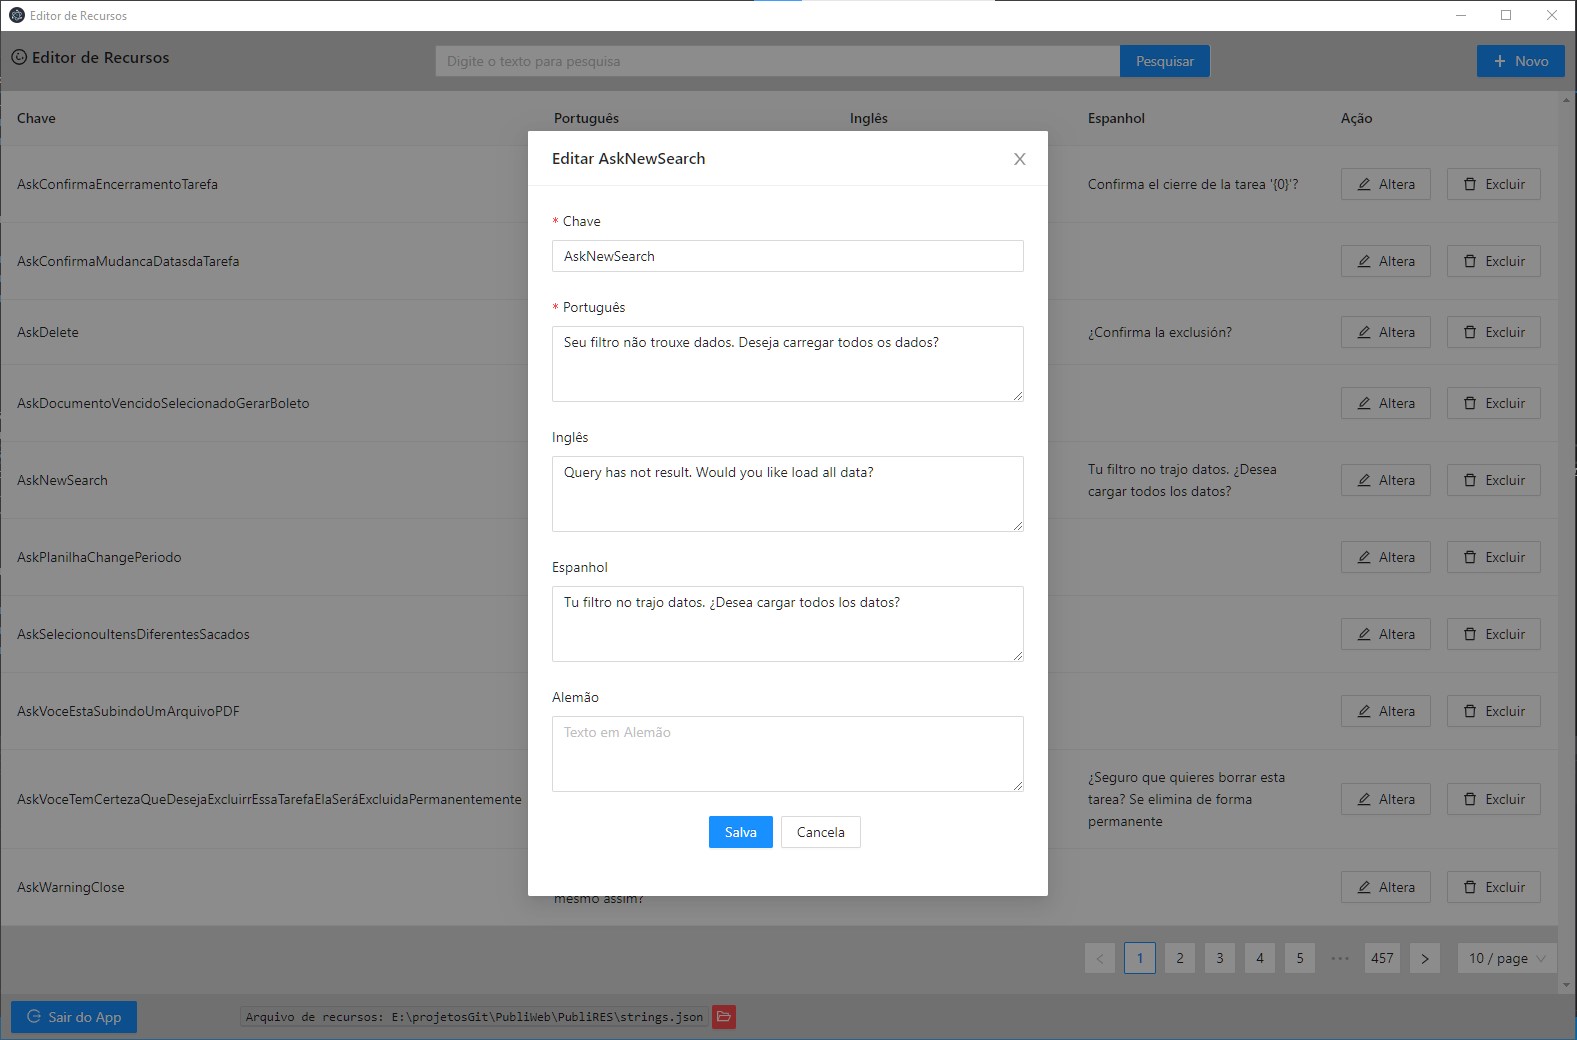 Editor de Recursos
Editor de Recursos
Digite o texto para pesquisa
Pesquisar
+ Novo
Chave Português Inglês Espanhol Ação
AskConfirmaEncerramentoTarefa
Confirma el cierre de la tarea '{0}'?
Altera Excluir
AskConfirmaMudancaDatasdaTarefa
Altera Excluir
AskDelete
¿Confirma la exclusión?
Altera Excluir
AskDocumentoVencidoSelecionadoGerarBoleto
Altera Excluir
AskNewSearch
Tu filtro no trajo datos. ¿Desea
cargar todos los datos?
Altera Excluir
AskPlanilhaChangePeriodo
Altera Excluir
AskSelecionouItensDiferentesSacados
Altera Excluir
AskVoceEstaSubindoUmArquivoPDF
Altera Excluir
AskVoceTemCertezaQueDesejaExcluirrEssaTarefaElaSeráExcluidaPermanentemente
¿Seguro que quieres borrar esta
tarea? Se elimina de forma
permanente
Altera Excluir
AskWarningClose
mesmo assim?
Altera Excluir
Editar AskNewSearch
* Chave
AskNewSearch
* Português
Seu filtro não trouxe dados. Deseja carregar todos os dados?
Inglês
Query has not result. Would you like load all data?
Espanhol
Tu filtro no trajo datos. ¿Desea cargar todos los datos?
Alemão
Texto em Alemão
Salva Cancela
< 1 2 3 4 5 ••• 457 > 10 / page
Sair do App
Arquivo de recursos: E:\projetosGit\PubliWeb\PubliRES\strings.json